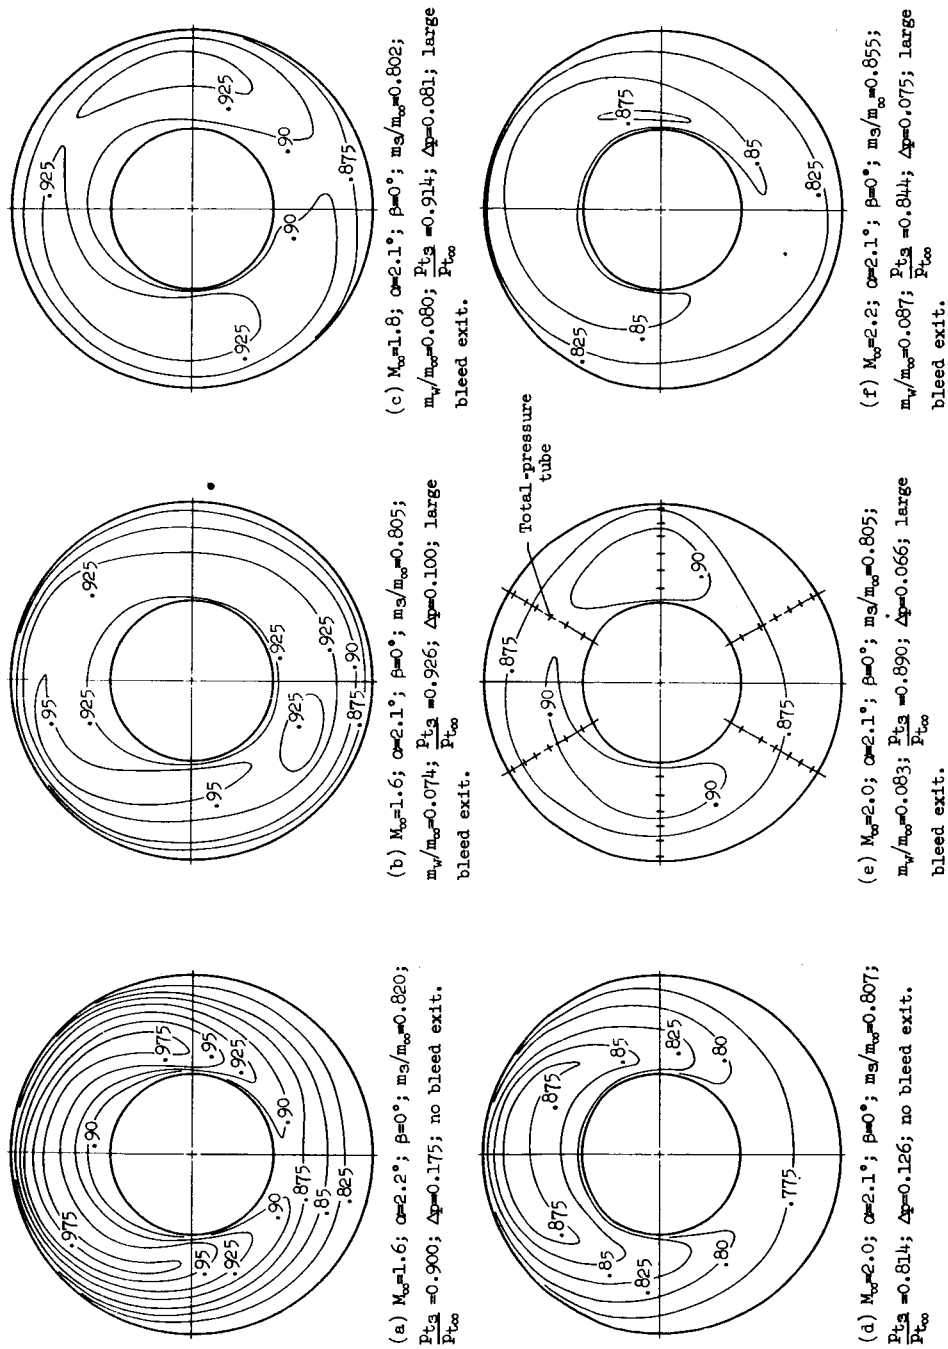 .90
.975
.975
.95
.95
.925
.925
.90
.90
.875
.85
.825
(a) M∞=1.6; α=2.2°; β=0°; m3/m∞=0.820;
pt3/pt∞=0.900; Δp=0.175; no bleed exit.
.95
.925
.925
.95
.925
.925
.925
.90
.875
(b) M∞=1.6; α=2.1°; β=0°; m3/m∞=0.805;
mw/m∞=0.074; pt3/pt∞=0.926; Δp=0.100; large
bleed exit.
.925
.925
.925
.90
.90
.875
(c) M∞=1.8; α=2.1°; β=0°; m3/m∞=0.802;
mw/m∞=0.080; pt3/pt∞=0.914; Δp=0.081; large
bleed exit.
.875
.875
.85
.85
.825
.825
.80
.80
.775
(d) M∞=2.0; α=2.1°; β=0°; m3/m∞=0.807;
pt3/pt∞=0.814; Δp=0.126; no bleed exit.
Total-pressure
tube
.875
.90
.90
.90
.875
(e) M∞=2.0; α=2.1°; β=0°; m3/m∞=0.805;
mw/m∞=0.083; pt3/pt∞=0.890; Δp=0.066; large
bleed exit.
.825
.875
.85
.85
.825
(f) M∞=2.2; α=2.1°; β=0°; m3/m∞=0.855;
mw/m∞=0.087; pt3/pt∞=0.844; Δp=0.075; large
bleed exit.